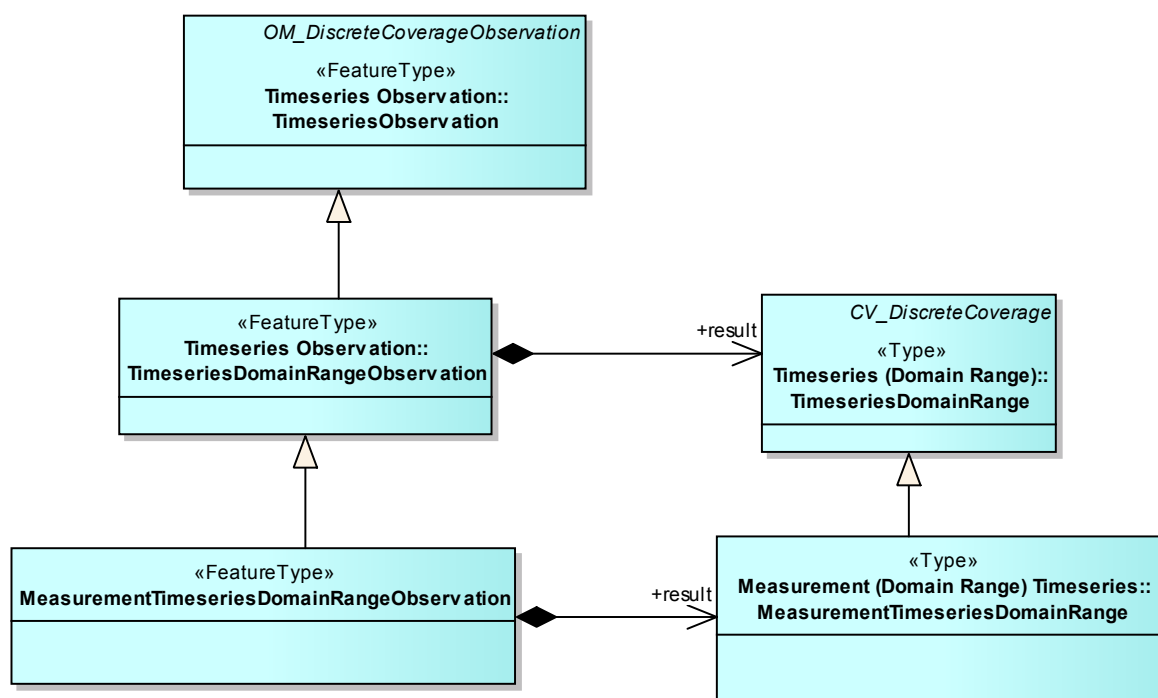 OM_DiscreteCoverageObservation
«FeatureType»
Timeseries Observation::
TimeseriesObservation
«FeatureType»
Timeseries Observation::
TimeseriesDomainRangeObservation
+result
CV_DiscreteCoverage
«Type»
Timeseries (Domain Range)::
TimeseriesDomainRange
«FeatureType»
MeasurementTimeseriesDomainRangeObservation
+result
«Type»
Measurement (Domain Range) Timeseries::
MeasurementTimeseriesDomainRange